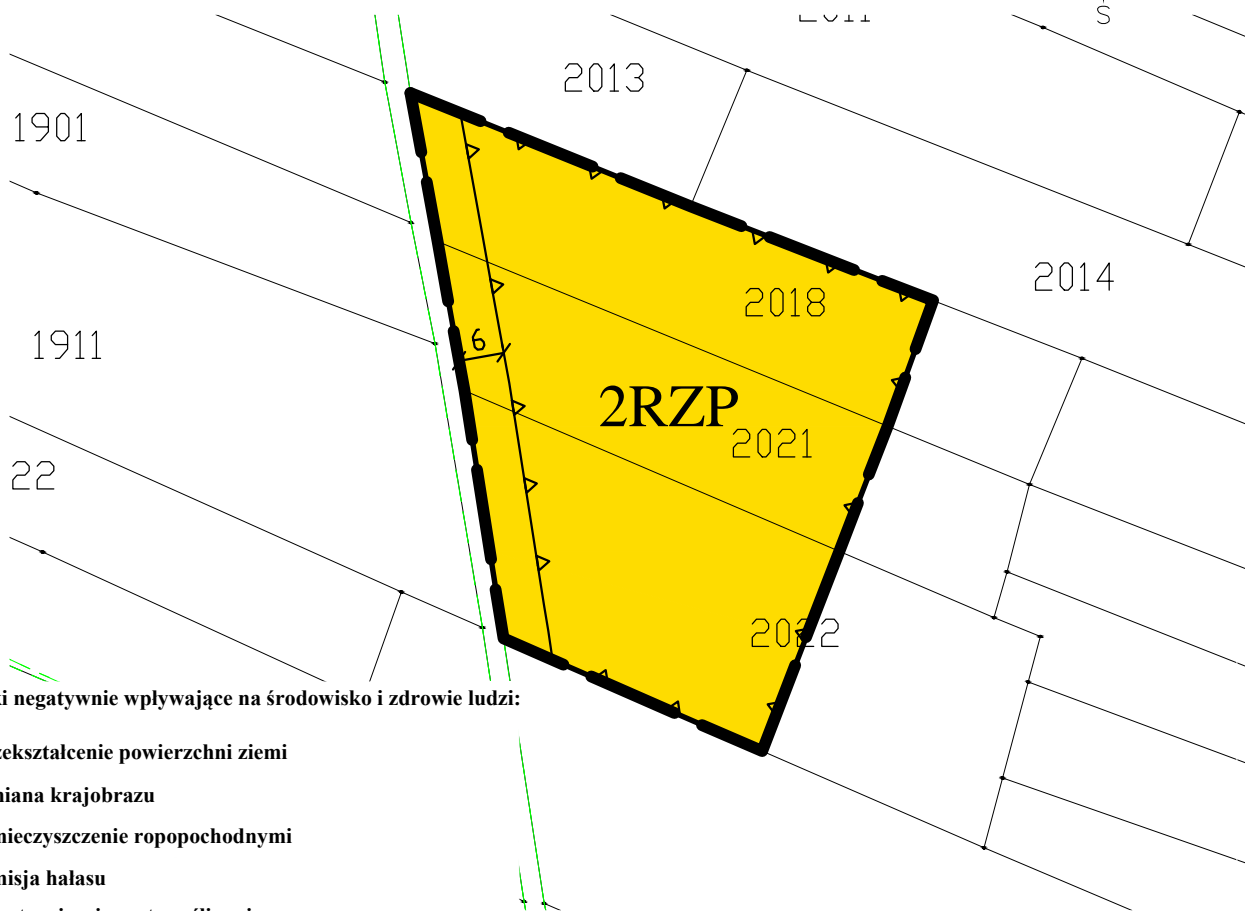 S
2013
1901
2014
2018
1911
6
2RZP
2021
22
2022
negatywnie wpływające na środowisko i zdrowie ludzi:
zekształcenie powierzchni ziemi
niana krajobrazu
nieczyszczenie ropopochodnymi
nisja hałasu